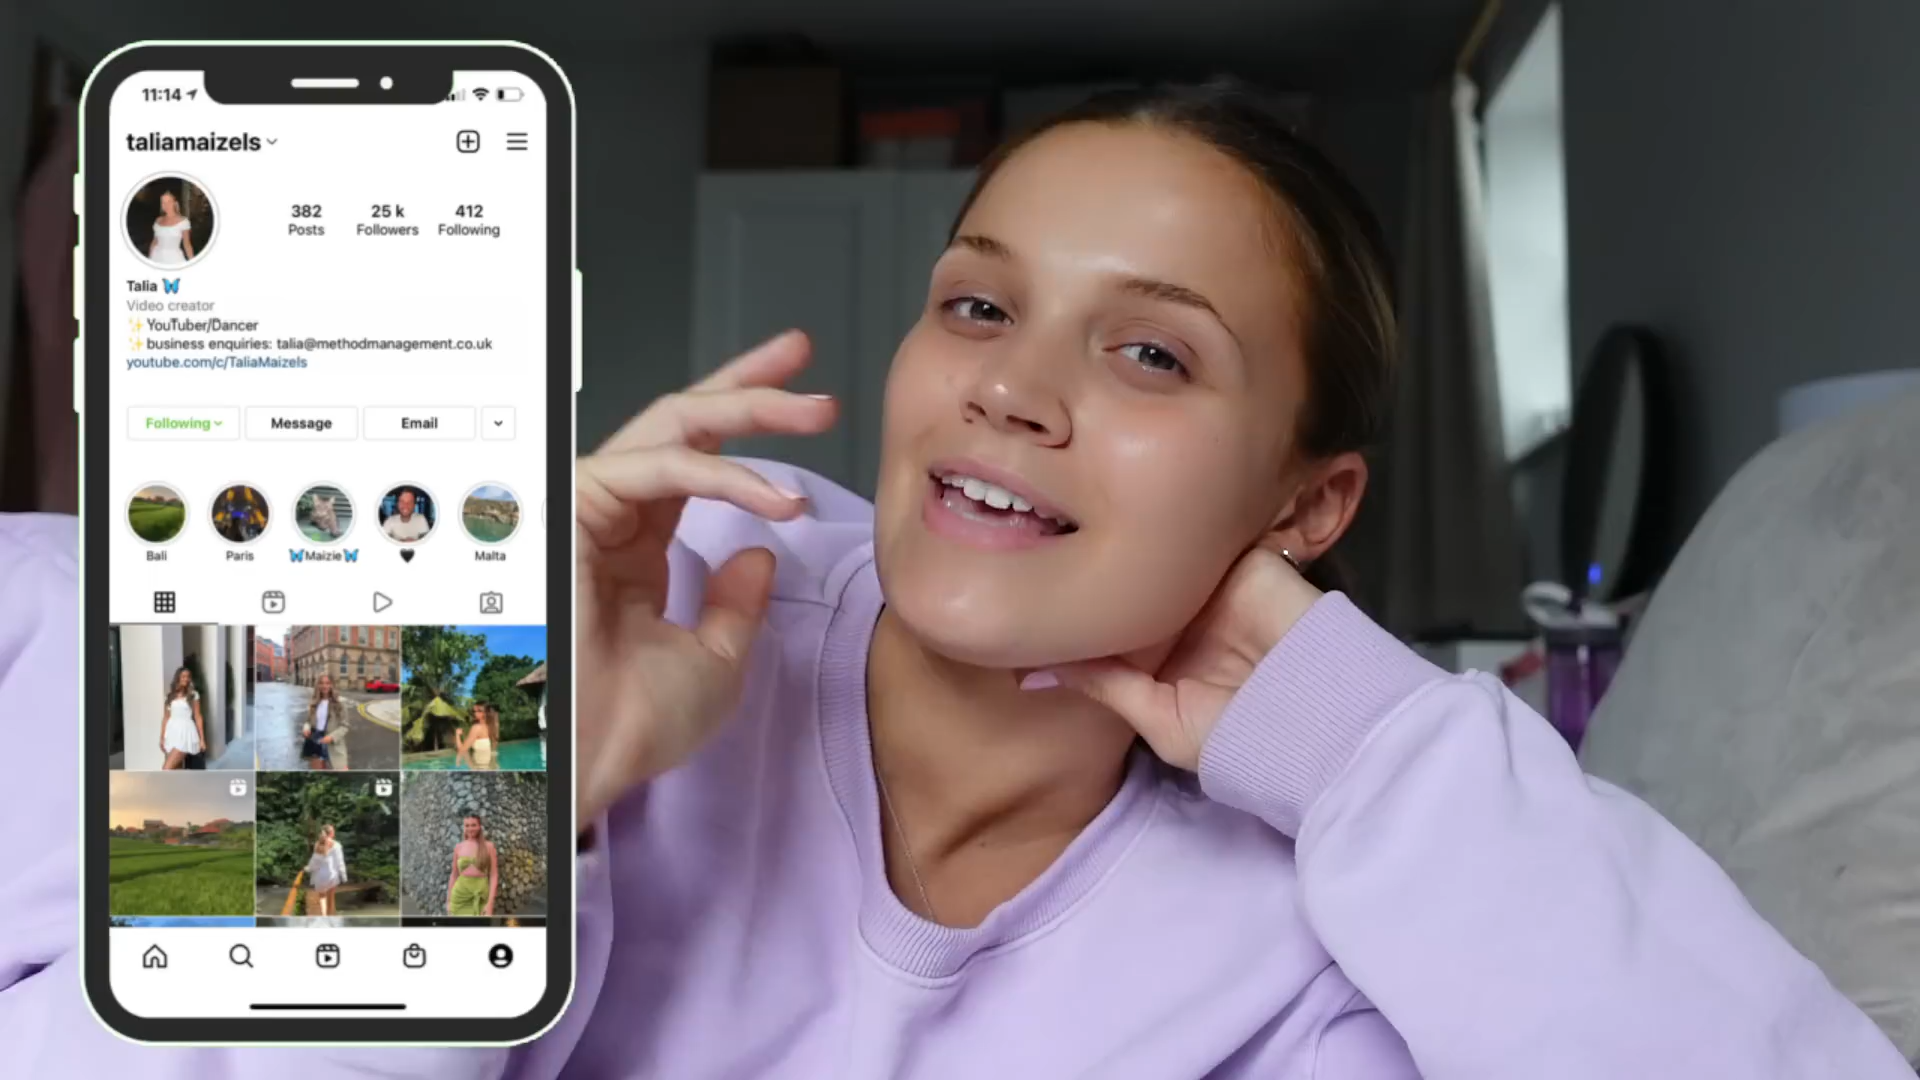 11:14
taliamaizels
382 25 k 412
Posts Followers Following
Talia 🦋
Video creator
✨YouTuber/Dancer
✨business enquiries: talia@methodmanagement.co.uk
youtube.com/c/TaliaMaizels
Following Message Email
Bali Paris 🦋Maizie🦋 🖤 Malta